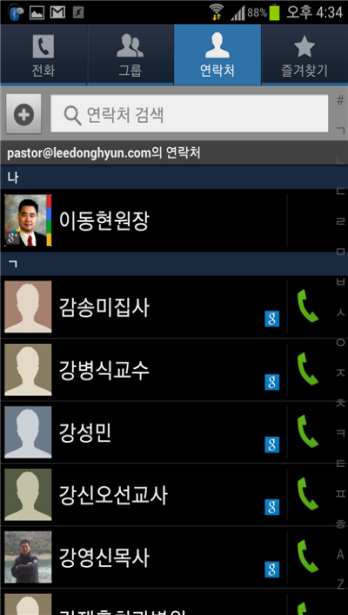 88% 오후 4:34
전화 그룹 연락처 즐겨찾기
연락처 검색
pastor@leedonghyun.com의 연락처
나
이동현원장
ㄱ
감송미집사
강병식교수
강성민
강신오선교사
강영신목사
#
ㄱ
ㄴ
ㄷ
ㄹ
ㅁ
ㅂ
ㅅ
ㅇ
ㅈ
ㅊ
ㅋ
ㅌ
ㅍ
ㅎ
A
Z